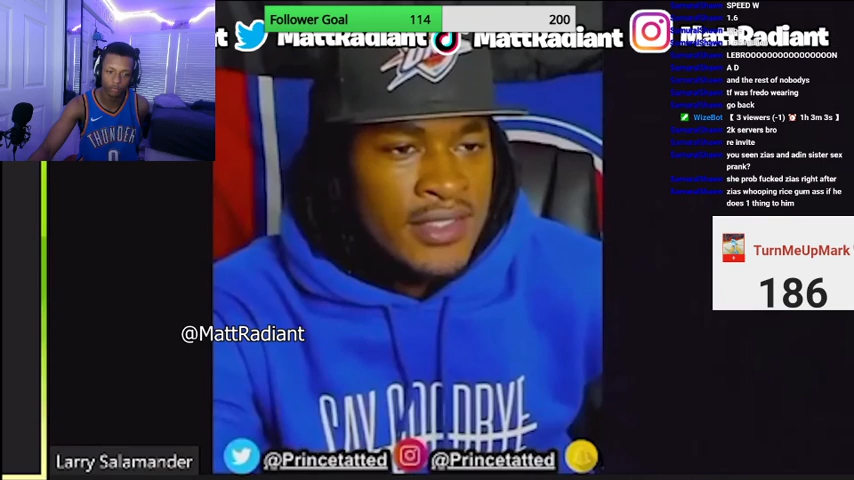 Follower Goal 114 200
MattRadiant MattRadiant MattRadiant
SPEED W
1.6
LEBROOOOOOOOOOOOOOOON
A D
and the rest of nobodys
tf was fredo wearing
go back
WizeBot 【 3 viewers (-1) ⏰ 1h 3m 3s 】
2k servers bro
re invite
you seen zias and adin sister sex
prank?
she prob fucked zias right after
zias whooping rice gum ass if he
does 1 thing to him
THUNDER
0
TurnMeUpMark
186
@MattRadiant
SAY GOODBYE
Larry Salamander
@Princetatted @Princetatted